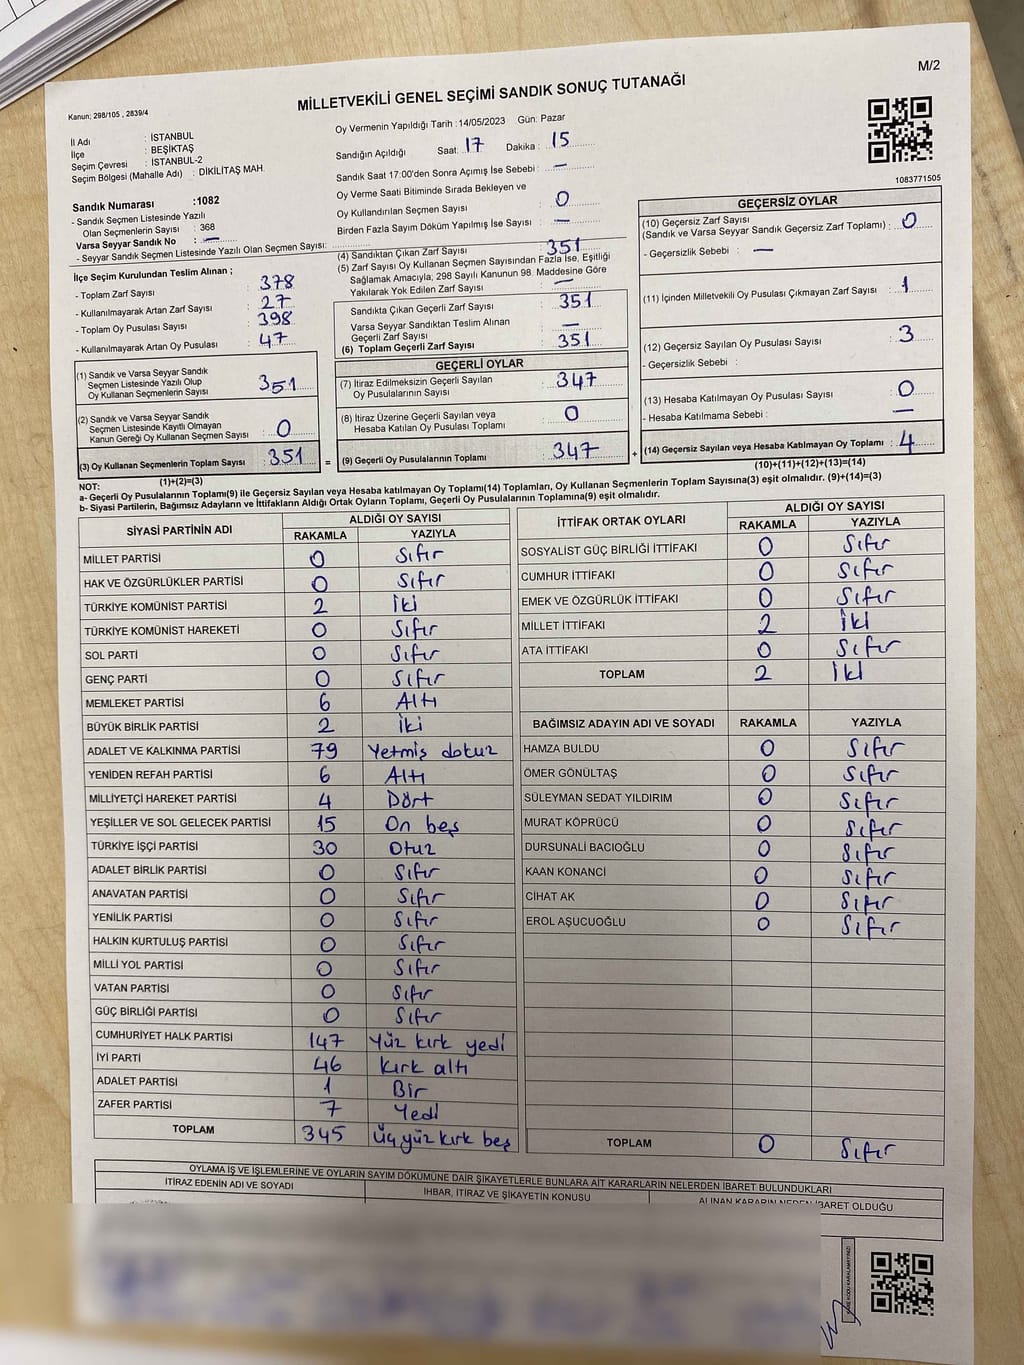 M/2
MİLLETVEKİLİ GENEL SEÇİMİ SANDIK SONUÇ TUTANAĞI
Kanun: 298/105 , 2839/4
İl Adı : İSTANBUL
İlçe : BEŞİKTAŞ
Seçim Çevresi : İSTANBUL-2
Seçim Bölgesi (Mahalle Adı) : DİKİLİTAŞ MAH
Sandık Numarası :1082
- Sandık Seçmen Listesinde Yazılı
Olan Seçmenlerin Sayısı : 368
Varsa Seyyar Sandık No : —
- Seyyar Sandık Seçmen Listesinde Yazılı Olan Seçmen Sayısı:
İlçe Seçim Kurulundan Teslim Alınan ;
- Toplam Zarf Sayısı : 378
- Kullanılmayarak Artan Zarf Sayısı : 27
- Toplam Oy Pusulası Sayısı : 398
- Kullanılmayarak Artan Oy Pusulası : 47
(1) Sandık ve Varsa Seyyar Sandık
Seçmen Listesinde Yazılı Olup
Oy Kullanan Seçmenlerin Sayısı : 351
(2) Sandık ve Varsa Seyyar Sandık
Seçmen Listesinde Kayıtlı Olmayan
Kanun Gereği Oy Kullanan Seçmen Sayısı : 0
(3) Oy Kullanan Seçmenlerin Toplam Sayısı : 351
(1)+(2)=(3)
Oy Vermenin Yapıldığı Tarih :14/05/2023 Gün: Pazar
Sandığın Açıldığı Saat: 17 Dakika : 15
Sandık Saat 17:00'den Sonra Açımış İse Sebebi : —
Oy Verme Saati Bitiminde Sırada Bekleyen ve
Oy Kullandırılan Seçmen Sayısı : 0
Birden Fazla Sayım Döküm Yapılmış İse Sayısı : —
(4) Sandıktan Çıkan Zarf Sayısı : 351
(5) Zarf Sayısı Oy Kullanan Seçmen Sayısından Fazla İse, Eşitliği
Sağlamak Amacıyla; 298 Sayılı Kanunun 98. Maddesine Göre
Yakılarak Yok Edilen Zarf Sayısı : —
Sandıkta Çıkan Geçerli Zarf Sayısı : 351
Varsa Seyyar Sandıktan Teslim Alınan
Geçerli Zarf Sayısı : —
(6) Toplam Geçerli Zarf Sayısı : 351
GEÇERLİ OYLAR
(7) İtiraz Edilmeksizin Geçerli Sayılan
Oy Pusulalarının Sayısı : 347
(8) İtiraz Üzerine Geçerli Sayılan veya
Hesaba Katılan Oy Pusulası Toplamı : 0
= (9) Geçerli Oy Pusulalarının Toplamı : 347 +
1083771505
GEÇERSİZ OYLAR
(10) Geçersiz Zarf Sayısı
(Sandık ve Varsa Seyyar Sandık Geçersiz Zarf Toplamı) : 0
- Geçersizlik Sebebi : —
(11) İçinden Milletvekili Oy Pusulası Çıkmayan Zarf Sayısı : 1
(12) Geçersiz Sayılan Oy Pusulası Sayısı : 3
- Geçersizlik Sebebi :
(13) Hesaba Katılmayan Oy Pusulası Sayısı : 0
- Hesaba Katılmama Sebebi : —
(14) Geçersiz Sayılan veya Hesaba Katılmayan Oy Toplamı : 4
(10)+(11)+(12)+(13)=(14)
NOT:
a- Geçerli Oy Pusulalarının Toplamı(9) ile Geçersiz Sayılan veya Hesaba katılmayan Oy Toplamı(14) Toplamları, Oy Kullanan Seçmenlerin Toplam Sayısına(3) eşit olmalıdır. (9)+(14)=(3)
b- Siyasi Partilerin, Bağımsız Adayların ve İttifakların Aldığı Ortak Oyların Toplamı, Geçerli Oy Pusulalarının Toplamına(9) eşit olmalıdır.
SİYASİ PARTİNİN ADI ALDIĞI OY SAYISI
RAKAMLA YAZIYLA
MİLLET PARTİSİ 0 Sıfır
HAK VE ÖZGÜRLÜKLER PARTİSİ 0 Sıfır
TÜRKİYE KOMÜNİST PARTİSİ 2 İki
TÜRKİYE KOMÜNİST HAREKETİ 0 Sıfır
SOL PARTİ 0 Sıfır
GENÇ PARTİ 0 Sıfır
MEMLEKET PARTİSİ 6 Altı
BÜYÜK BİRLİK PARTİSİ 2 İki
ADALET VE KALKINMA PARTİSİ 79 Yetmiş dokuz
YENİDEN REFAH PARTİSİ 6 Altı
MİLLİYETÇİ HAREKET PARTİSİ 4 Dört
YEŞİLLER VE SOL GELECEK PARTİSİ 15 On beş
TÜRKİYE İŞÇİ PARTİSİ 30 Otuz
ADALET BİRLİK PARTİSİ 0 Sıfır
ANAVATAN PARTİSİ 0 Sıfır
YENİLİK PARTİSİ 0 Sıfır
HALKIN KURTULUŞ PARTİSİ 0 Sıfır
MİLLİ YOL PARTİSİ 0 Sıfır
VATAN PARTİSİ 0 Sıfır
GÜÇ BİRLİĞİ PARTİSİ 0 Sıfır
CUMHURİYET HALK PARTİSİ 147 Yüz kırk yedi
İYİ PARTİ 46 Kırk altı
ADALET PARTİSİ 1 Bir
ZAFER PARTİSİ 7 Yedi
TOPLAM 345 Üç yüz kırk beş
İTTİFAK ORTAK OYLARI ALDIĞI OY SAYISI
RAKAMLA YAZIYLA
SOSYALİST GÜÇ BİRLİĞİ İTTİFAKI 0 Sıfır
CUMHUR İTTİFAKI 0 Sıfır
EMEK VE ÖZGÜRLÜK İTTİFAKI 0 Sıfır
MİLLET İTTİFAKI 2 İki
ATA İTTİFAKI 0 Sıfır
TOPLAM 2 İki
BAĞIMSIZ ADAYIN ADI VE SOYADI RAKAMLA YAZIYLA
HAMZA BULDU 0 Sıfır
ÖMER GÖNÜLTAŞ 0 Sıfır
SÜLEYMAN SEDAT YILDIRIM 0 Sıfır
MURAT KÖPRÜCÜ 0 Sıfır
DURSUNALİ BACIOĞLU 0 Sıfır
KAAN KONANCİ 0 Sıfır
CİHAT AK 0 Sıfır
EROL AŞUCUOĞLU 0 Sıfır
TOPLAM 0 Sıfır
OYLAMA İŞ VE İŞLEMLERİNE VE OYLARIN SAYIM DÖKÜMÜNE DAİR ŞİKAYETLERLE BUNLARA AİT KARARLARIN NELERDEN İBARET BULUNDUKLARI
İTİRAZ EDENİN ADI VE SOYADI
İHBAR, İTİRAZ VE ŞİKAYETİN KONUSU
ALINAN KARARIN NEDEN İBARET OLDUĞU